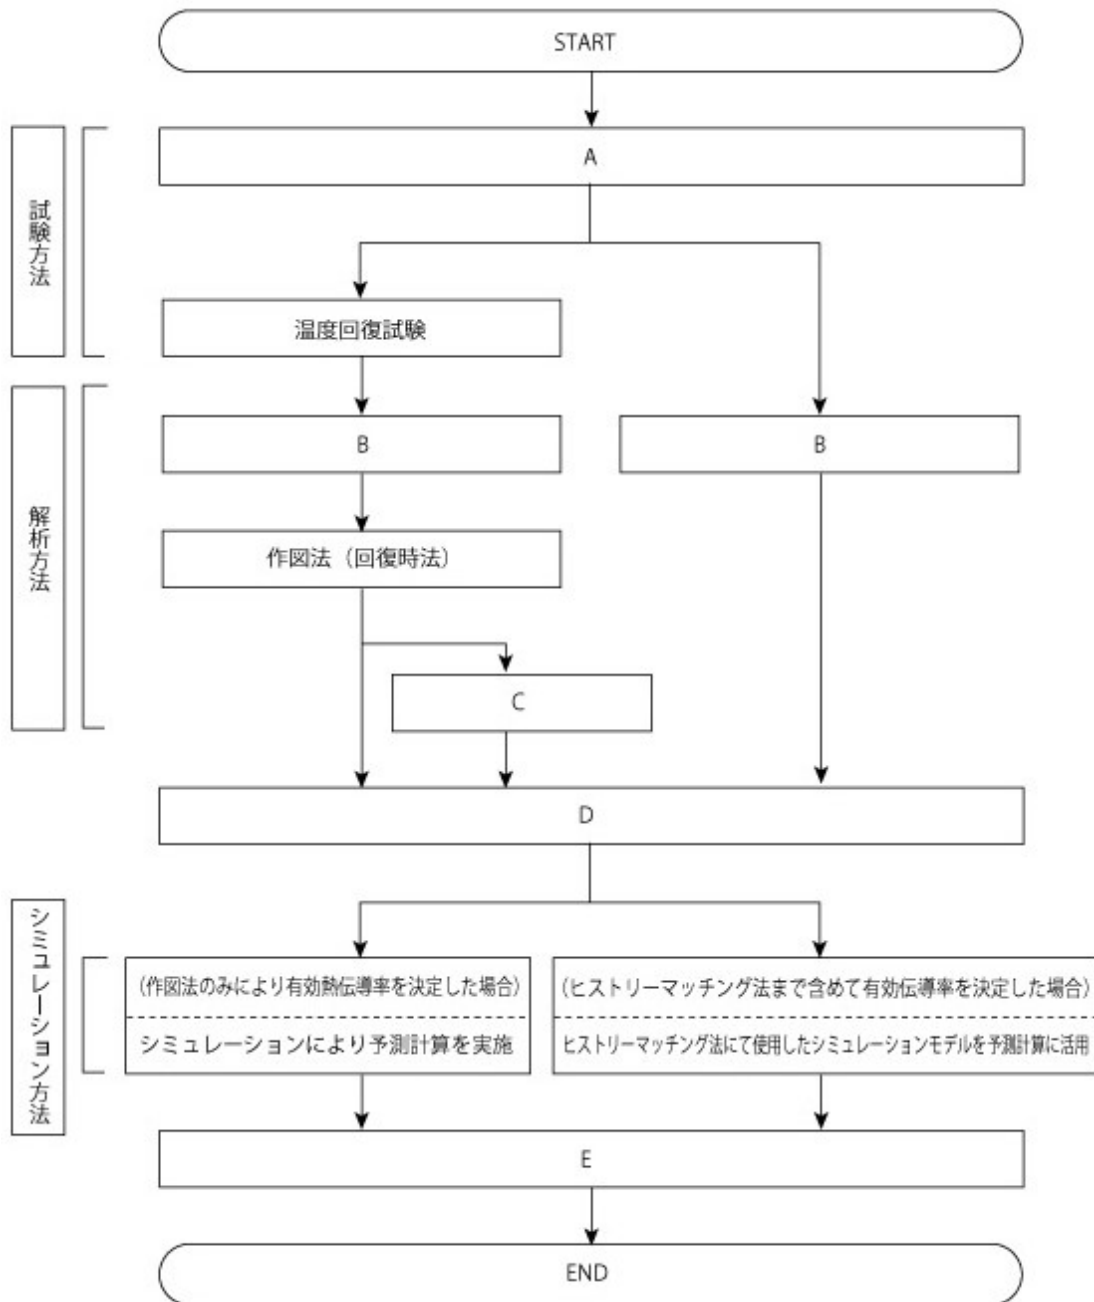 START
試験方法
A
温度回復試験
解析方法
B
B
作図法（回復時法）
C
D
シミュレーション方法
(作図法のみにより有効熱伝導率を決定した場合)
シミュレーションにより予測計算を実施
(ヒストリーマッチング法まで含めて有効伝導率を決定した場合)
ヒストリーマッチング法にて使用したシミュレーションモデルを予測計算に活用
E
END